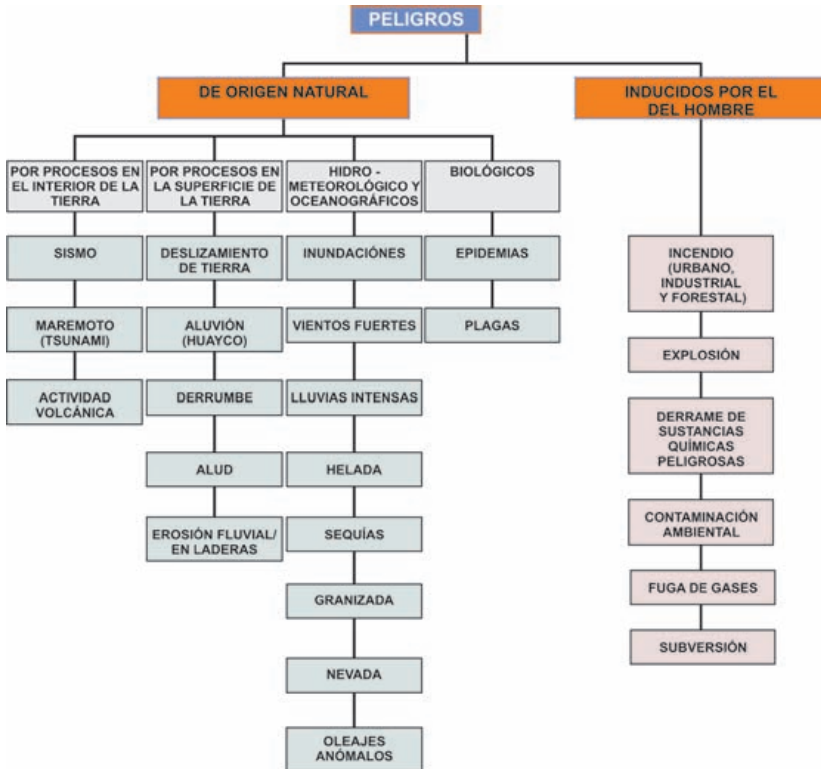 PELIGROS
DE ORIGEN NATURAL
INDUCIDOS POR EL
DEL HOMBRE
POR PROCESOS EN
EL INTERIOR DE LA
TIERRA
POR PROCESOS EN
LA SUPERFICIE DE
LA TIERRA
HIDRO -
METEOROLÓGICO Y
OCEANOGRÁFICOS
BIOLÓGICOS
SISMO
MAREMOTO
(TSUNAMI)
ACTIVIDAD
VOLCÁNICA
DESLIZAMIENTO
DE TIERRA
ALUVIÓN
(HUAYCO)
DERRUMBE
ALUD
EROSIÓN FLUVIAL/
EN LADERAS
INUNDACIÓNES
VIENTOS FUERTES
LLUVIAS INTENSAS
HELADA
SEQUÍAS
GRANIZADA
NEVADA
OLEAJES
ANÓMALOS
EPIDEMIAS
PLAGAS
INCENDIO
(URBANO,
INDUSTRIAL
Y FORESTAL)
EXPLOSIÓN
DERRAME DE
SUSTANCIAS
QUÍMICAS
PELIGROSAS
CONTAMINACIÓN
AMBIENTAL
FUGA DE GASES
SUBVERSIÓN